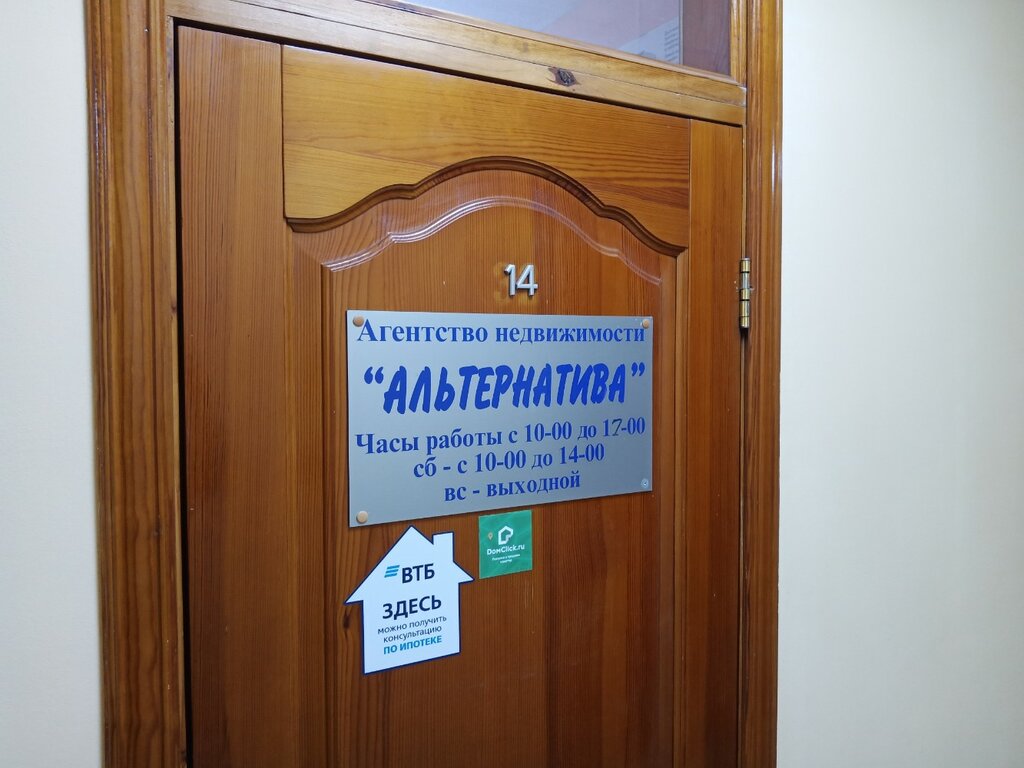 14
Агентство недвижимости
“АЛЬТЕРНАТИВА”
Часы работы с 10-00 до 17-00
сб - с 10-00 до 14-00
вс - выходной
©
ВТБ
ЗДЕСЬ
можно получить
консультацию
ПО ИПОТЕКЕ
DомClick.ru